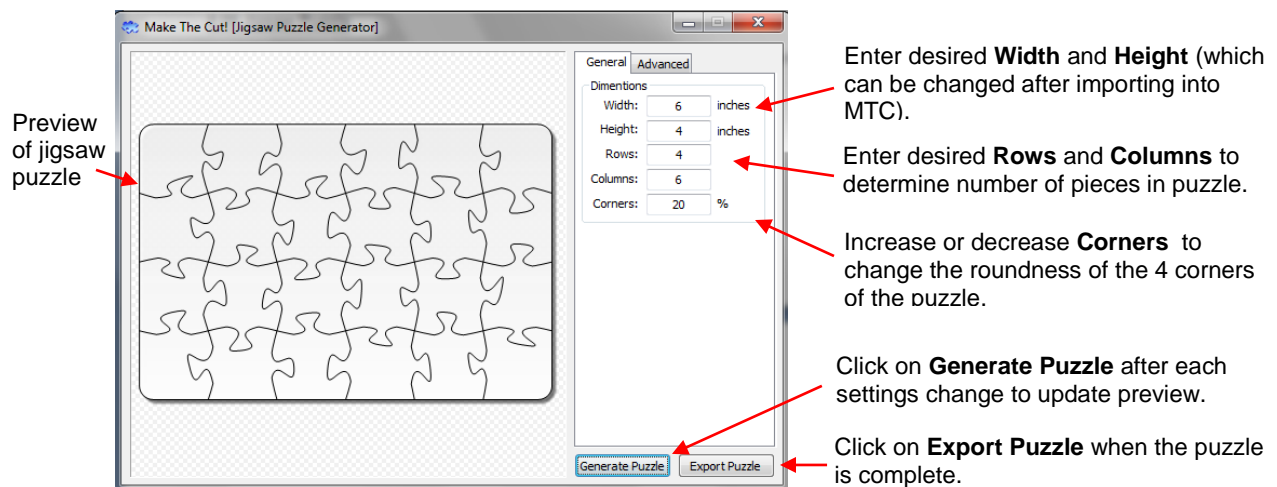 Make The Cut! [Jigsaw Puzzle Generator]
Preview
of jigsaw
puzzle
General Advanced
Dimentions
Width: 6 inches
Height: 4 inches
Rows: 4
Columns: 6
Corners: 20 %
Generate Puzzle Export Puzzle
Enter desired Width and Height (which
can be changed after importing into
MTC).
Enter desired Rows and Columns to
determine number of pieces in puzzle.
Increase or decrease Corners to
change the roundness of the 4 corners
of the puzzle.
Click on Generate Puzzle after each
settings change to update preview.
Click on Export Puzzle when the puzzle
is complete.